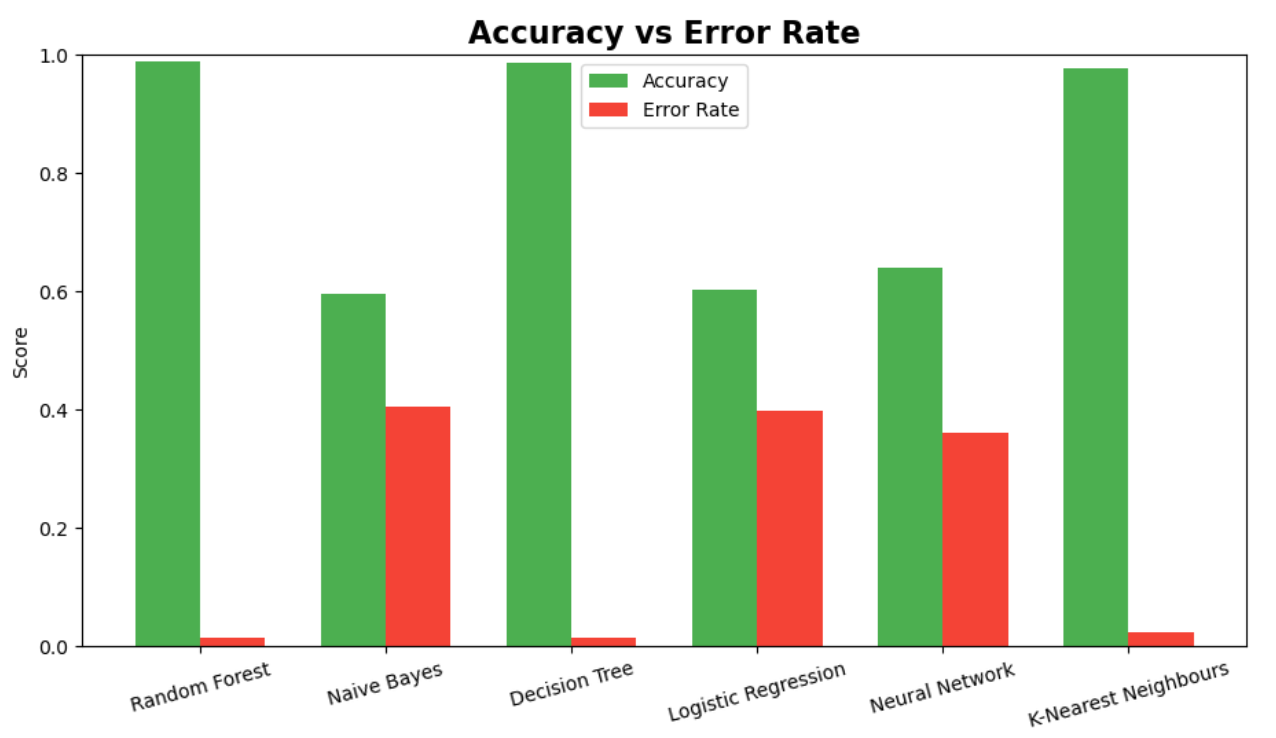 Accuracy vs Error Rate
Accuracy
Error Rate
Score
1.0
0.8
0.6
0.4
0.2
0.0
Random Forest
Naive Bayes
Decision Tree
Logistic Regression
Neural Network
K-Nearest Neighbours